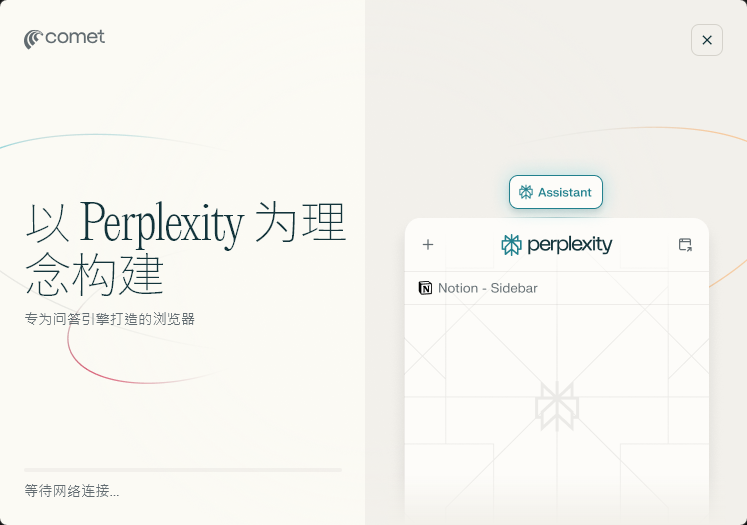 comet
以 Perplexity 为理
念构建
专为问答引擎打造的浏览器
等待网络连接...
Assistant
perplexity
Notion - Sidebar